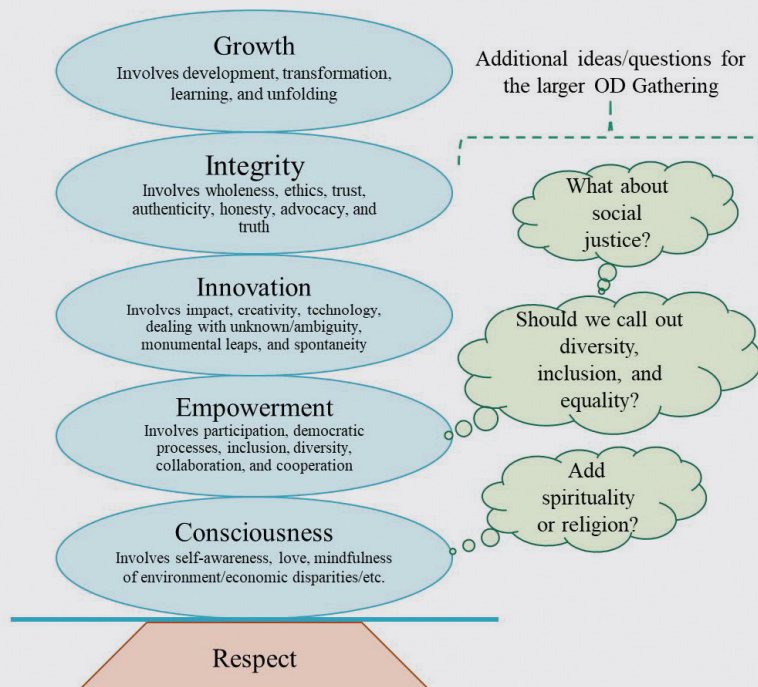 Growth
Involves development, transformation,
learning, and unfolding
Integrity
Involves wholeness, ethics, trust,
authenticity, honesty, advocacy, and
truth
Innovation
Involves impact, creativity, technology,
dealing with unknown/ambiguity,
monumental leaps, and spontaneity
Empowerment
Involves participation, democratic
processes, inclusion, diversity,
collaboration, and cooperation
Consciousness
Involves self-awareness, love, mindfulness
of environment/economic disparities/etc.
Respect
Additional ideas/questions for
the larger OD Gathering
What about
social
justice?
Should we call out
diversity,
inclusion, and
equality?
Add
spirituality
or religion?